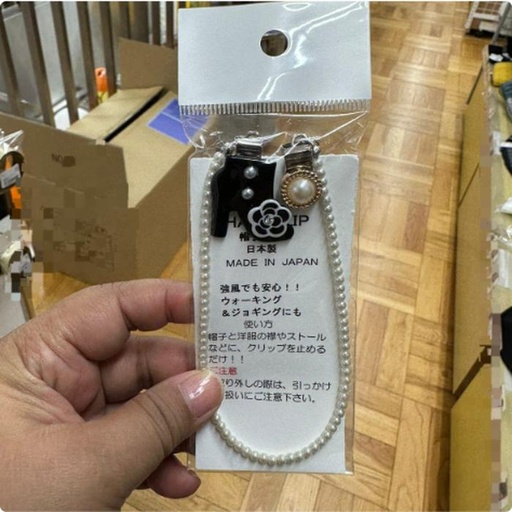 日本製
MADE IN JAPAN
強風でも安心！！
ウォーキング
＆ジョギングにも
使い方
帽子と洋服の襟やストール
などに、クリップを止める
だけ！！
ご注意
り外しの際は、引っかけ
扱いにご注意下さい。